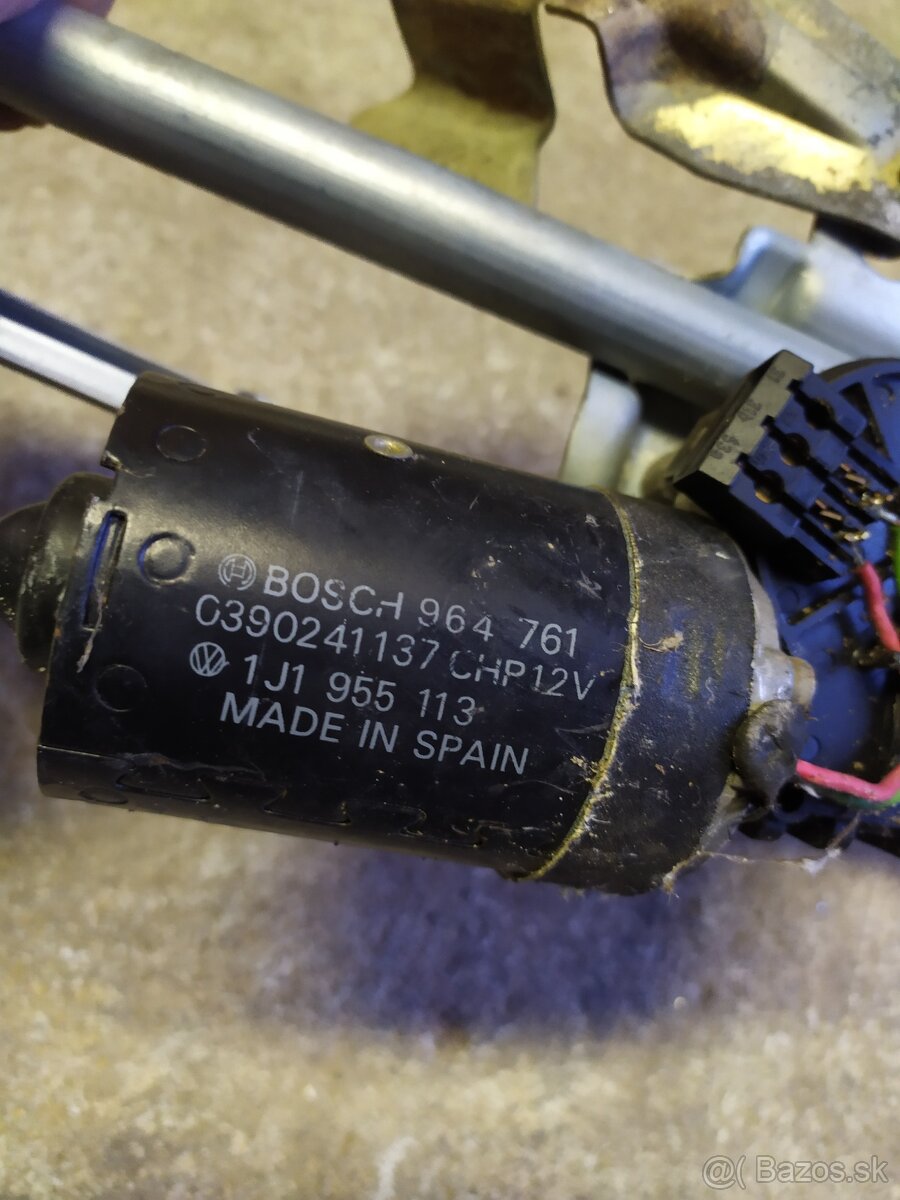 BOSCH 964 761
0390241137 CHP12V
1J1 955 113
MADE IN SPAIN
@( Bazos.sk